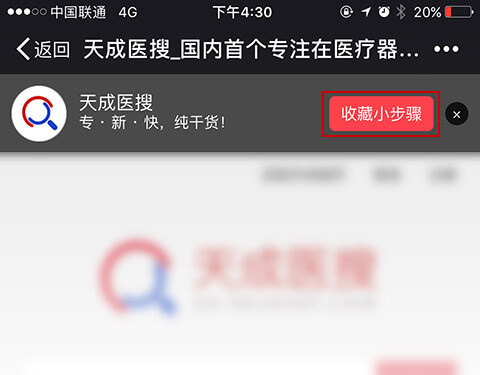 中国联通 4G 下午4:30 20%
返回 天成医搜_国内首个专注在医疗器...
天成医搜
专·新·快，纯干货！
收藏小步骤
天成医搜